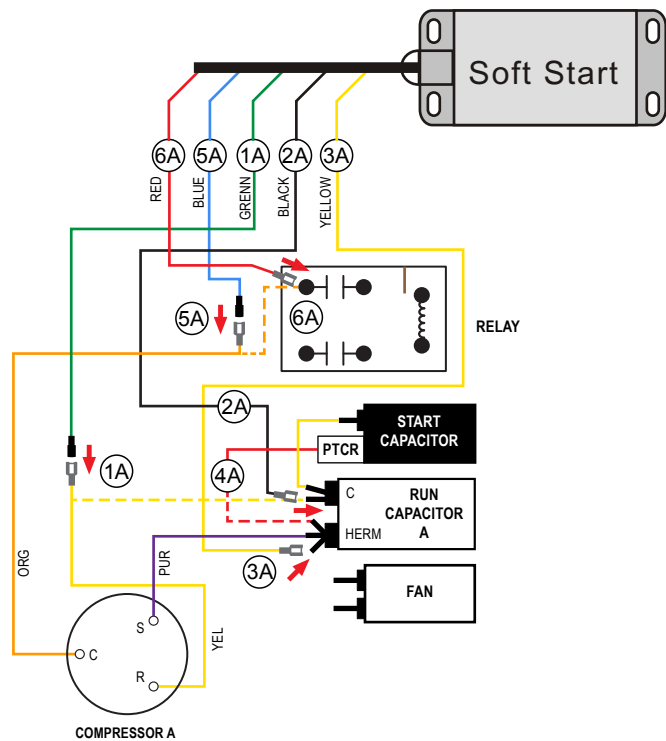 Soft Start
6A
5A
1A
2A
3A
RED
BLUE
GRENN
BLACK
YELLOW
5A
6A
RELAY
2A
START
CAPACITOR
PTCR
1A
4A
C
RUN
CAPACITOR
A
HERM
3A
FAN
ORG
PUR
YEL
S
C
R
COMPRESSOR A